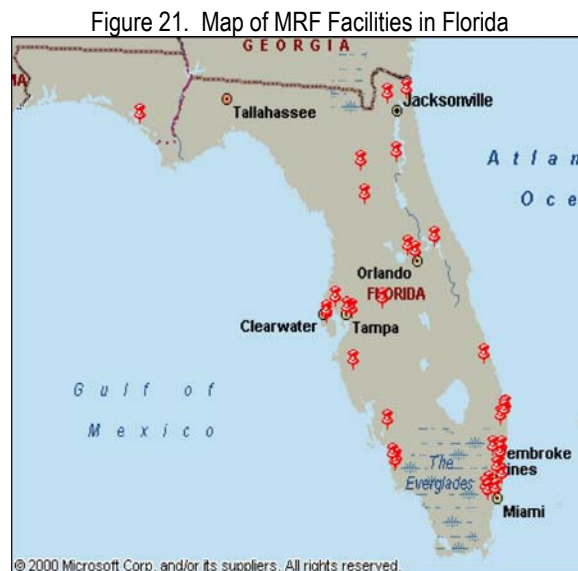 Figure 21. Map of MRF Facilities in Florida
GEORGIA
MA
Tallahassee
Jacksonville
Atlan
Oce
Orlando
FLORIDA
Clearwater
Tampa
Gulf of
Mexico
The
Everglades
embroke
ines
Miami
© 2000 Microsoft Corp. and/or its suppliers. All rights reserved.